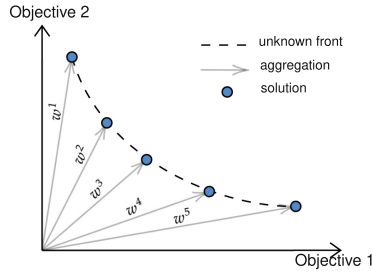 Objective 2
unknown front
aggregation
solution
w¹
w²
w³
w⁴
w⁵
Objective 1